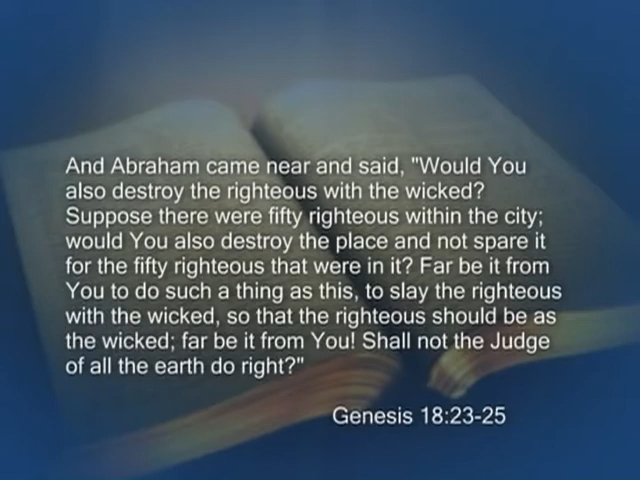 And Abraham came near and said, "Would You
also destroy the righteous with the wicked?
Suppose there were fifty righteous within the city;
would You also destroy the place and not spare it
for the fifty righteous that were in it? Far be it from
You to do such a thing as this, to slay the righteous
with the wicked, so that the righteous should be as
the wicked; far be it from You! Shall not the Judge
of all the earth do right?"
Genesis 18:23-25